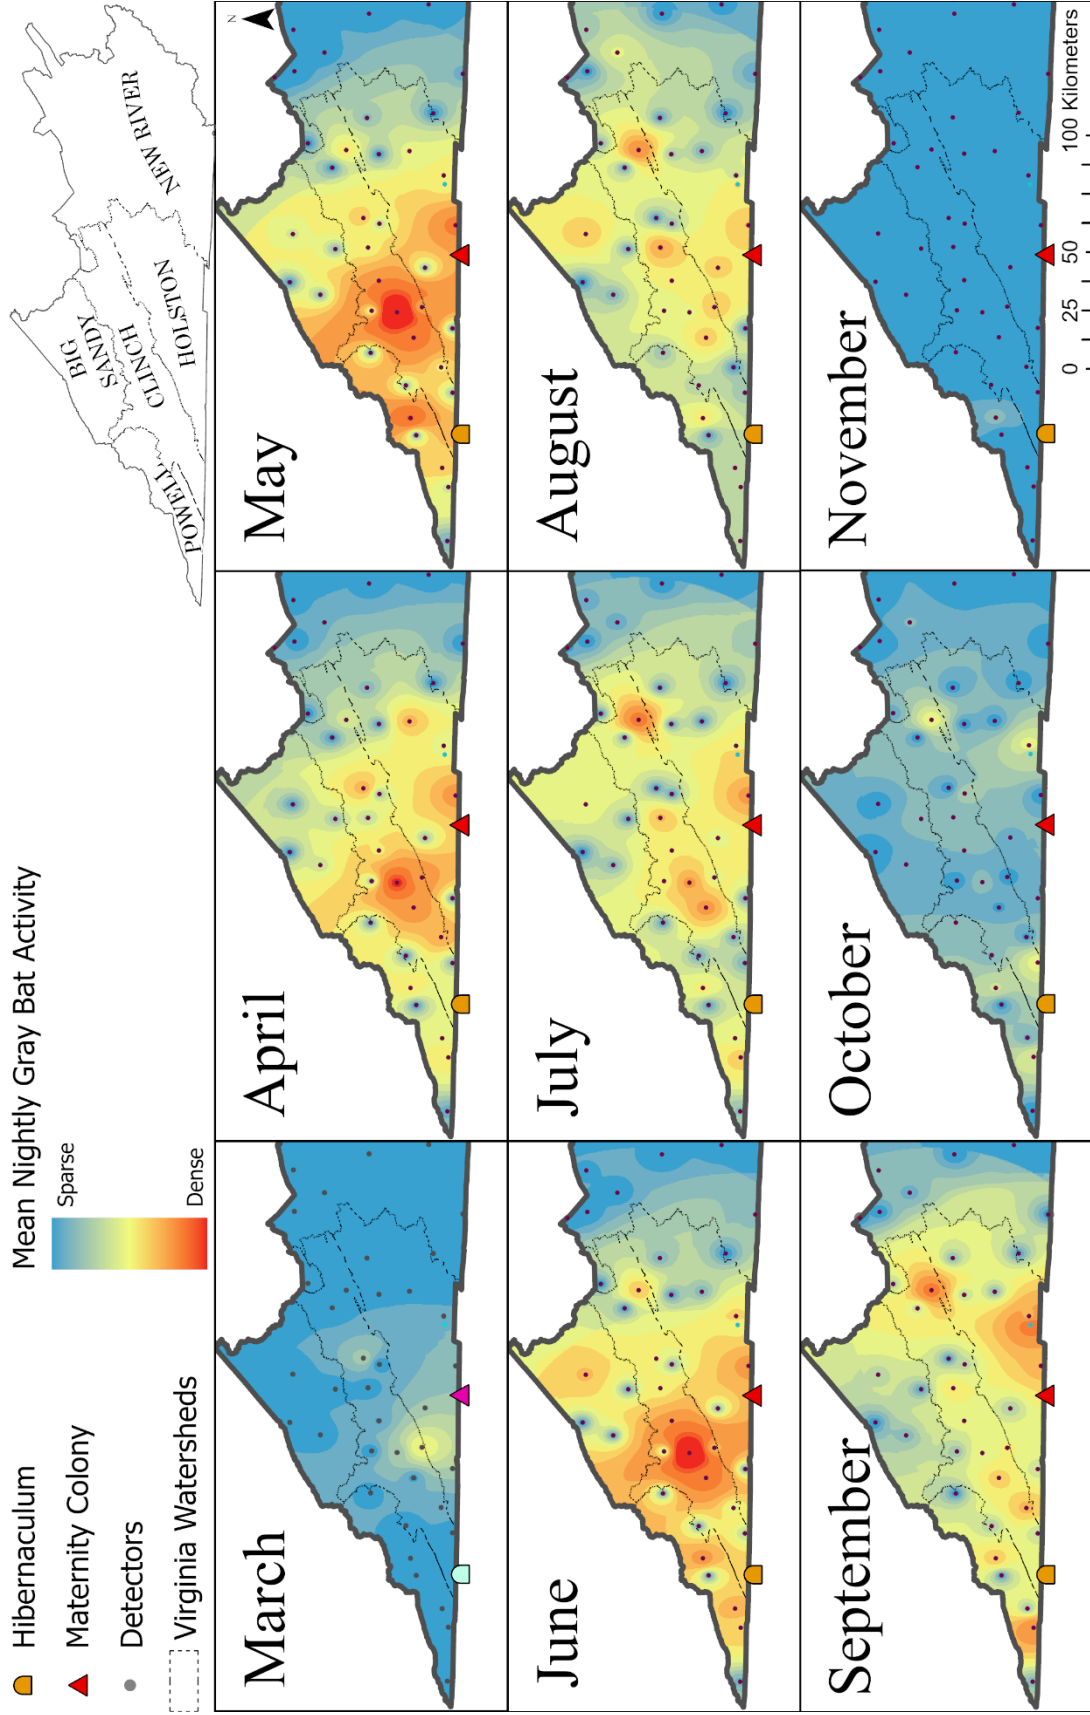 Hibernaculum
Maternity Colony
Detectors
Virginia Watersheds
Mean Nightly Gray Bat Activity
Sparse
Dense
BIG
SANDY
POWELL
CLINCH
HOLSTON
NEW RIVER
March
April
May
N
June
July
August
September
October
November
0 25 50 100 Kilometers